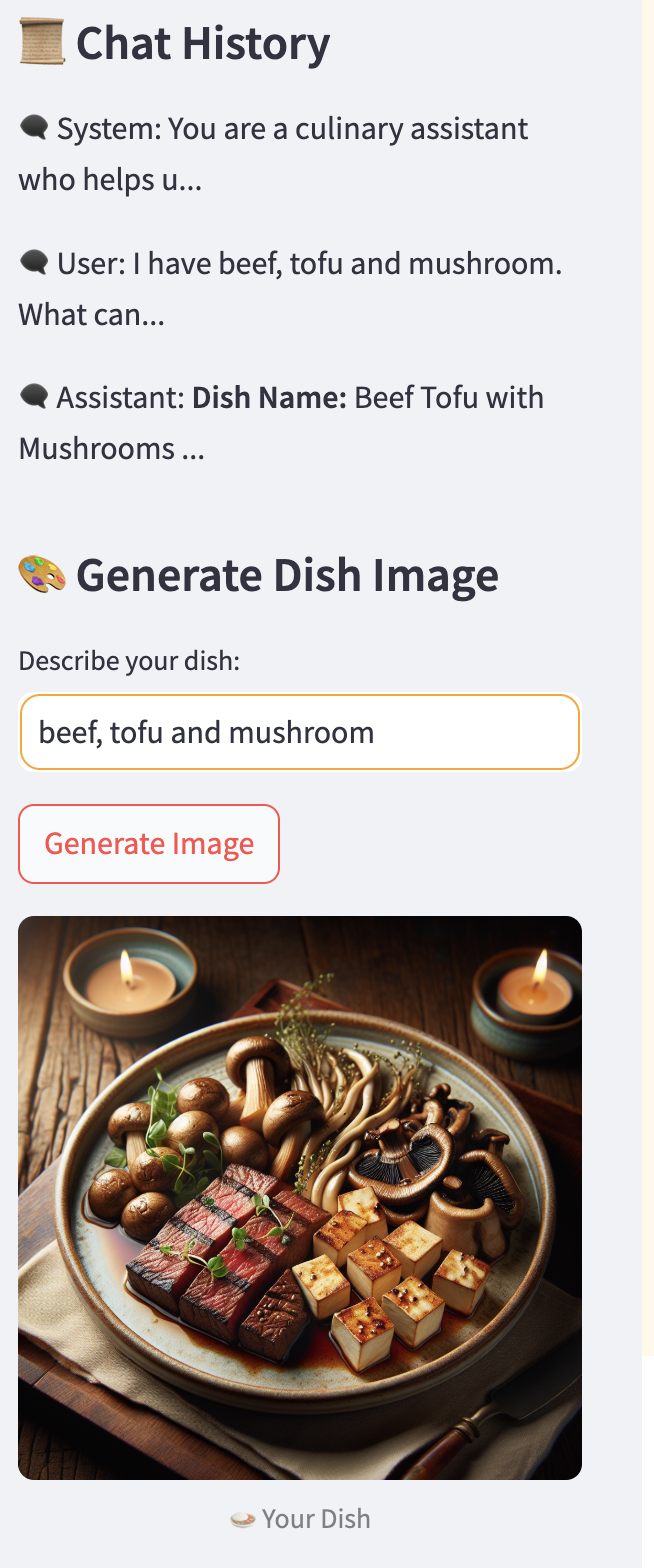 📜 Chat History
🗨 System: You are a culinary assistant
who helps u...
🗨 User: I have beef, tofu and mushroom.
What can...
🗨 Assistant: Dish Name: Beef Tofu with
Mushrooms ...
🎨 Generate Dish Image
Describe your dish:
beef, tofu and mushroom
Generate Image
🍚 Your Dish